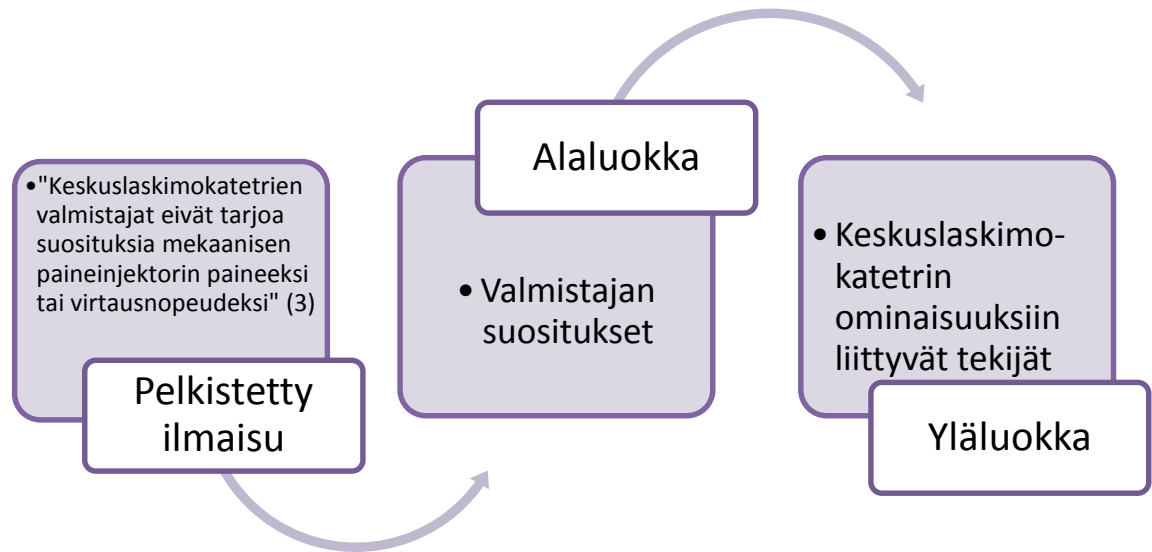 •"Keskuslaskimokatetrien
valmistajat eivät tarjoa
suosituksia mekaanisen
paineinjektorin paineeksi
tai virtausnopeudeksi" (3)
Pelkistetty
ilmaisu
Alaluokka
• Valmistajan
suositukset
• Keskuslaskimo-
katetrin
ominaisuuksiin
liittyvät tekijät
Yläluokka